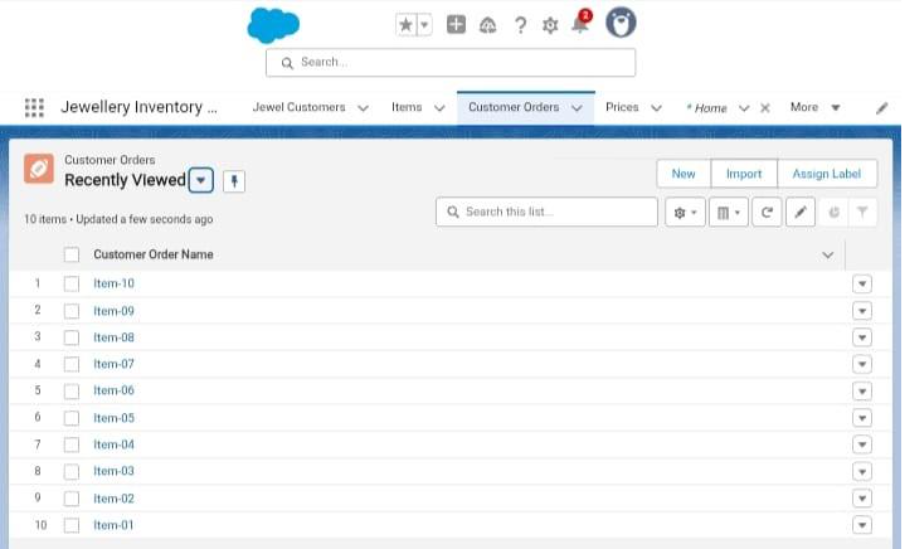 2
Search...
Jewellery Inventory ... Jewel Customers Items Customer Orders Prices * Home More
Customer Orders
Recently Viewed
New Import Assign Label
10 items • Updated a few seconds ago
Search this list...
Customer Order Name
1 Item-10
2 Item-09
3 Item-08
4 Item-07
5 Item-06
6 Item-05
7 Item-04
8 Item-03
9 Item-02
10 Item-01